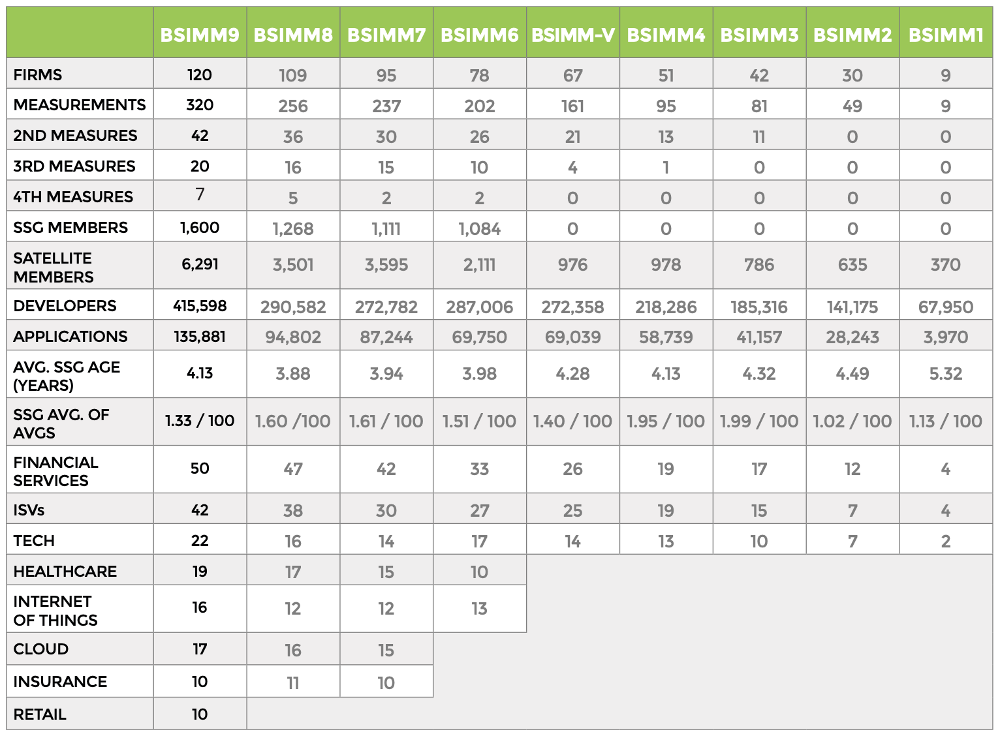 BSIMM9 BSIMM8 BSIMM7 BSIMM6 BSIMM-V BSIMM4 BSIMM3 BSIMM2 BSIMM1
FIRMS 120 109 95 78 67 51 42 30 9
MEASUREMENTS 320 256 237 202 161 95 81 49 9
2ND MEASURES 42 36 30 26 21 13 11 0 0
3RD MEASURES 20 16 15 10 4 1 0 0 0
4TH MEASURES 7 5 2 2 0 0 0 0 0
SSG MEMBERS 1,600 1,268 1,111 1,084 0 0 0 0 0
SATELLITE
MEMBERS 6,291 3,501 3,595 2,111 976 978 786 635 370
DEVELOPERS 415,598 290,582 272,782 287,006 272,358 218,286 185,316 141,175 67,950
APPLICATIONS 135,881 94,802 87,244 69,750 69,039 58,739 41,157 28,243 3,970
AVG. SSG AGE
(YEARS) 4.13 3.88 3.94 3.98 4.28 4.13 4.32 4.49 5.32
SSG AVG. OF
AVGS 1.33 / 100 1.60 /100 1.61 / 100 1.51 / 100 1.40 / 100 1.95 / 100 1.99 / 100 1.02 / 100 1.13 / 100
FINANCIAL
SERVICES 50 47 42 33 26 19 17 12 4
ISVs 42 38 30 27 25 19 15 7 4
TECH 22 16 14 17 14 13 10 7 2
HEALTHCARE 19 17 15 10
INTERNET
OF THINGS 16 12 12 13
CLOUD 17 16 15
INSURANCE 10 11 10
RETAIL 10